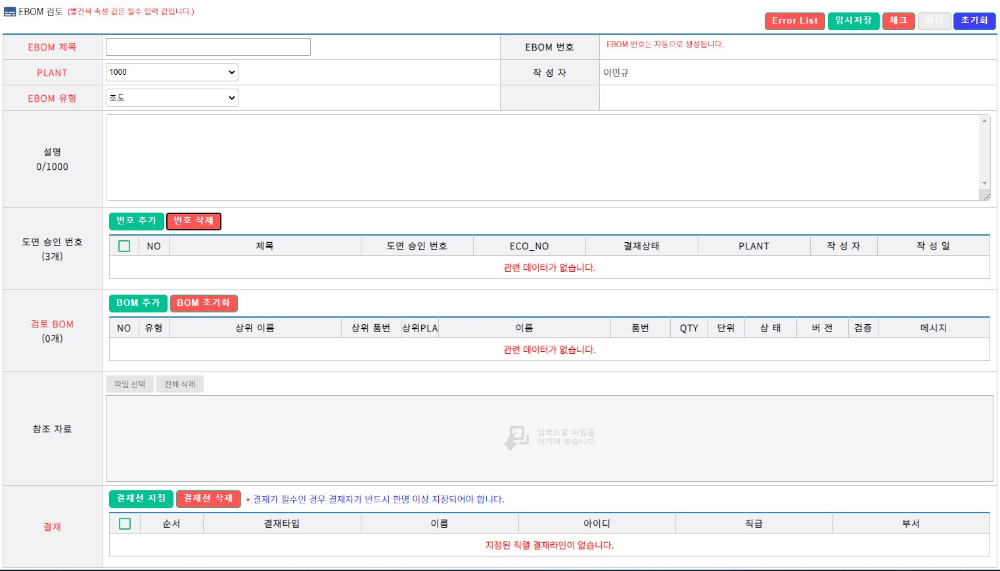 EBOM 검토 (빨간색 속성 값은 필수 입력 값입니다.)
Error List 임시저장 체크 상신 초기화
EBOM 제목 EBOM 번호 EBOM 번호는 자동으로 생성됩니다.
PLANT 1000 작 성 자 이민규
EBOM 유형 초도
설명
0/1000
번호 추가 번호 삭제
도면 승인 번호
(3개)
NO 제목 도면 승인 번호 ECO_NO 결재상태 PLANT 작 성 자 작 성 일
관련 데이터가 없습니다.
BOM 추가 BOM 초기화
검토 BOM
(0개)
NO 유형 상위 이름 상위 품번 상위PLA 이름 품번 QTY 단위 상 태 버 전 검증 메시지
관련 데이터가 없습니다.
파일 선택 전체 삭제
참조 자료
업로드할 파일을
여기에 놓습니다.
결재선 지정 결재선 삭제 * 결재가 필수인 경우 결재자가 반드시 한명 이상 지정되어야 합니다.
결재
순서 결재타입 이름 아이디 직급 부서
지정된 직렬 결재라인이 없습니다.